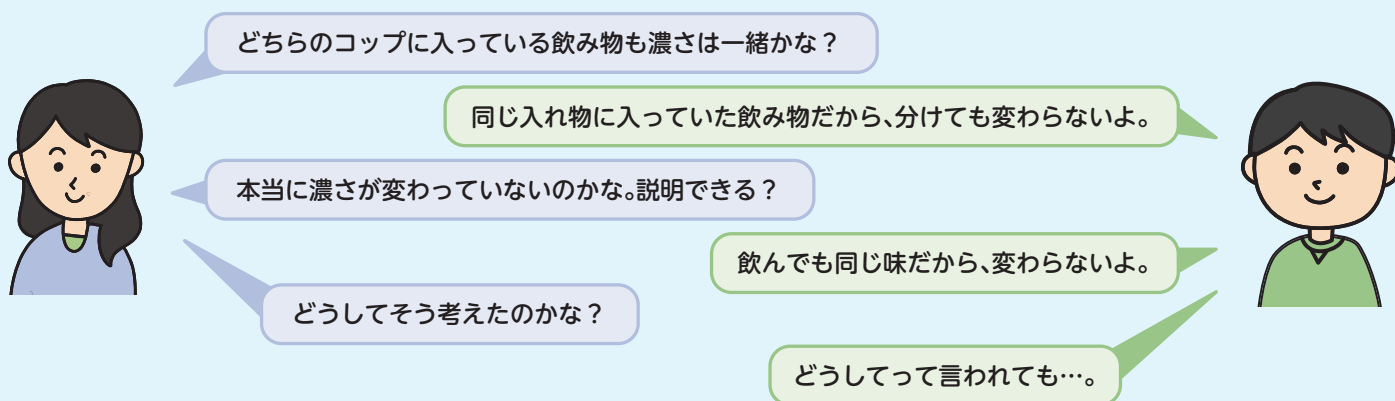 どちらのコップに入っている飲み物も濃さは一緒かな？
同じ入れ物に入っていた飲み物だから、分けても変わらないよ。
本当に濃さが変わっていないのかな。説明できる？
飲んでも同じ味だから、変わらないよ。
どうしてそう考えたのかな？
どうしてって言われても…。